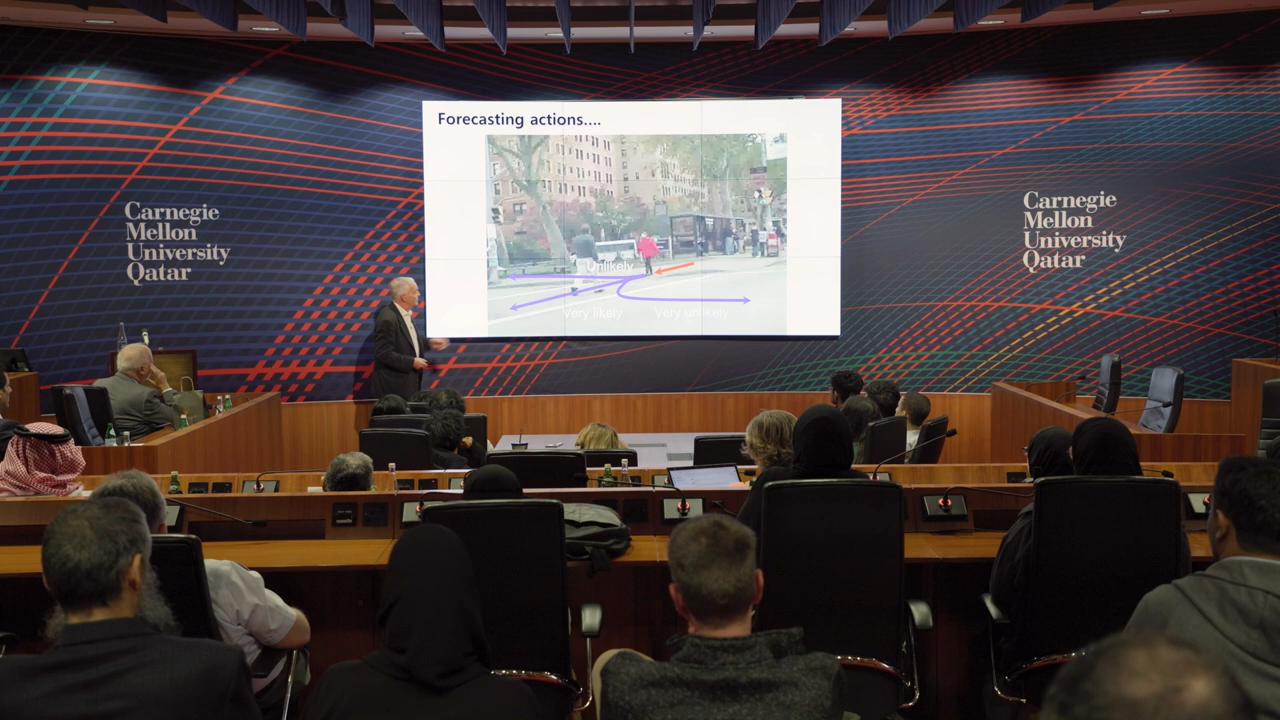 Forecasting actions....
Unlikely
Very likely
Very unlikely
Carnegie
Mellon
University
Qatar
Carnegie
Mellon
University
Qatar